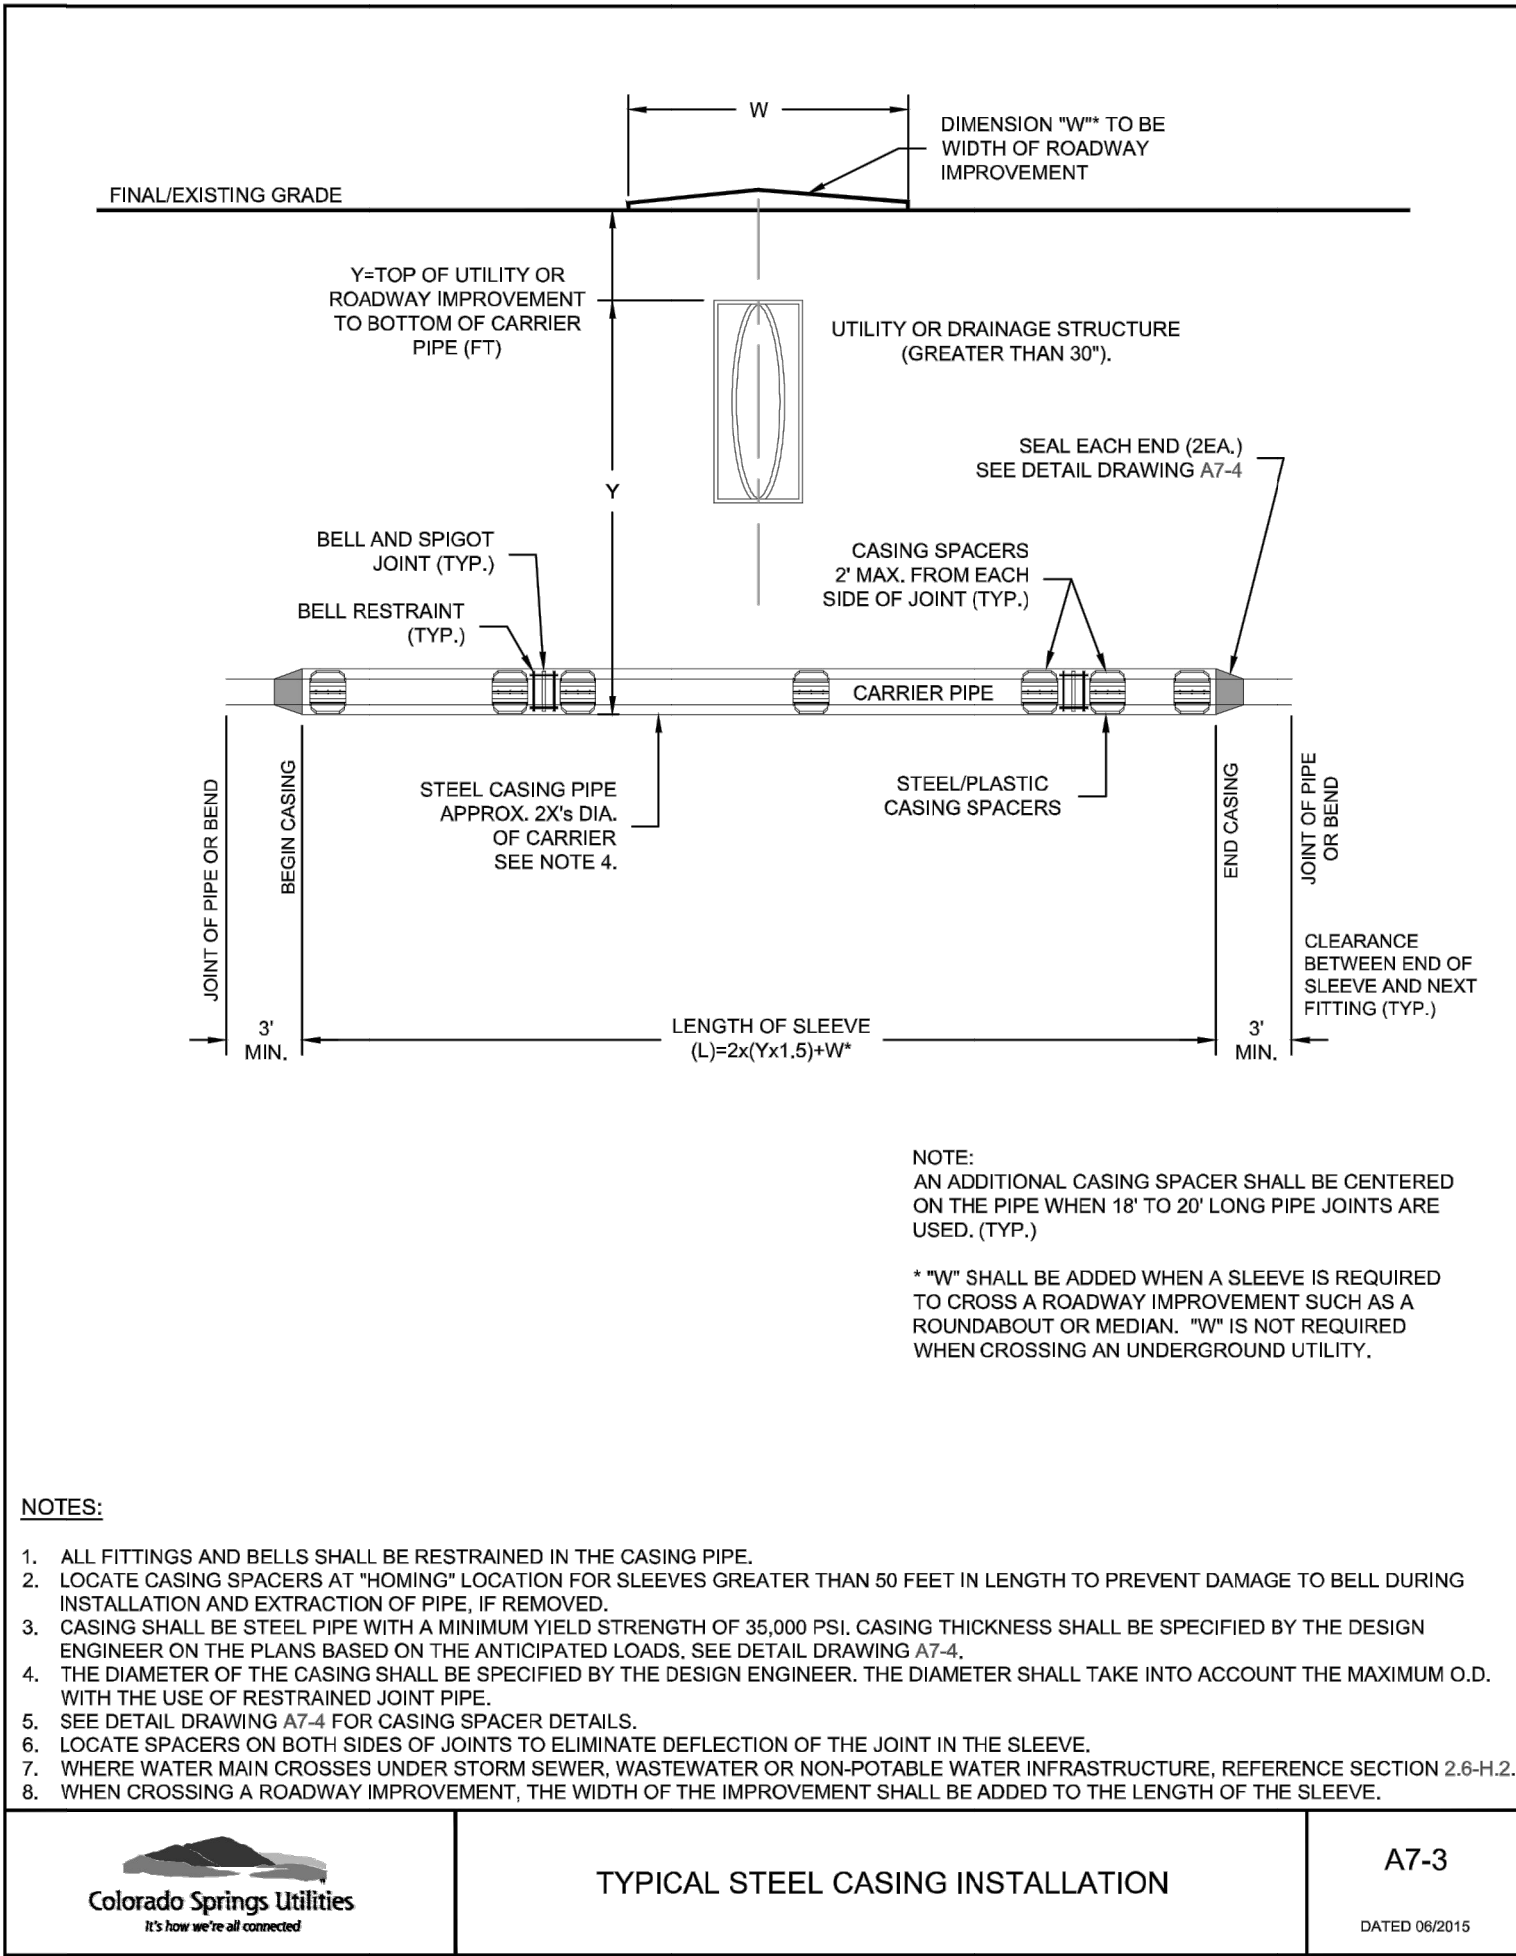 W
DIMENSION "W"* TO BE
WIDTH OF ROADWAY
IMPROVEMENT
FINAL/EXISTING GRADE
Y=TOP OF UTILITY OR
ROADWAY IMPROVEMENT
TO BOTTOM OF CARRIER
PIPE (FT)
UTILITY OR DRAINAGE STRUCTURE
(GREATER THAN 30").
SEAL EACH END (2EA.)
SEE DETAIL DRAWING A7-4
Y
BELL AND SPIGOT
JOINT (TYP.)
CASING SPACERS
2' MAX. FROM EACH
SIDE OF JOINT (TYP.)
BELL RESTRAINT
(TYP.)
CARRIER PIPE
STEEL CASING PIPE
APPROX. 2X's DIA.
OF CARRIER
SEE NOTE 4.
STEEL/PLASTIC
CASING SPACERS
JOINT OF PIPE OR BEND
BEGIN CASING
END CASING
JOINT OF PIPE
OR BEND
CLEARANCE
BETWEEN END OF
SLEEVE AND NEXT
FITTING (TYP.)
3'
MIN.
LENGTH OF SLEEVE
(L)=2x(Yx1.5)+W*
3'
MIN.
NOTE:
AN ADDITIONAL CASING SPACER SHALL BE CENTERED
ON THE PIPE WHEN 18' TO 20' LONG PIPE JOINTS ARE
USED. (TYP.)
* "W" SHALL BE ADDED WHEN A SLEEVE IS REQUIRED
TO CROSS A ROADWAY IMPROVEMENT SUCH AS A
ROUNDABOUT OR MEDIAN. "W" IS NOT REQUIRED
WHEN CROSSING AN UNDERGROUND UTILITY.
NOTES:
1. ALL FITTINGS AND BELLS SHALL BE RESTRAINED IN THE CASING PIPE.
2. LOCATE CASING SPACERS AT "HOMING" LOCATION FOR SLEEVES GREATER THAN 50 FEET IN LENGTH TO PREVENT DAMAGE TO BELL DURING
INSTALLATION AND EXTRACTION OF PIPE, IF REMOVED.
3. CASING SHALL BE STEEL PIPE WITH A MINIMUM YIELD STRENGTH OF 35,000 PSI. CASING THICKNESS SHALL BE SPECIFIED BY THE DESIGN
ENGINEER ON THE PLANS BASED ON THE ANTICIPATED LOADS. SEE DETAIL DRAWING A7-4.
4. THE DIAMETER OF THE CASING SHALL BE SPECIFIED BY THE DESIGN ENGINEER. THE DIAMETER SHALL TAKE INTO ACCOUNT THE MAXIMUM O.D.
WITH THE USE OF RESTRAINED JOINT PIPE.
5. SEE DETAIL DRAWING A7-4 FOR CASING SPACER DETAILS.
6. LOCATE SPACERS ON BOTH SIDES OF JOINTS TO ELIMINATE DEFLECTION OF THE JOINT IN THE SLEEVE.
7. WHERE WATER MAIN CROSSES UNDER STORM SEWER, WASTEWATER OR NON-POTABLE WATER INFRASTRUCTURE, REFERENCE SECTION 2.6-H.2.
8. WHEN CROSSING A ROADWAY IMPROVEMENT, THE WIDTH OF THE IMPROVEMENT SHALL BE ADDED TO THE LENGTH OF THE SLEEVE.
Colorado Springs Utilities
It's how we're all connected
TYPICAL STEEL CASING INSTALLATION
A7-3
DATED 06/2015